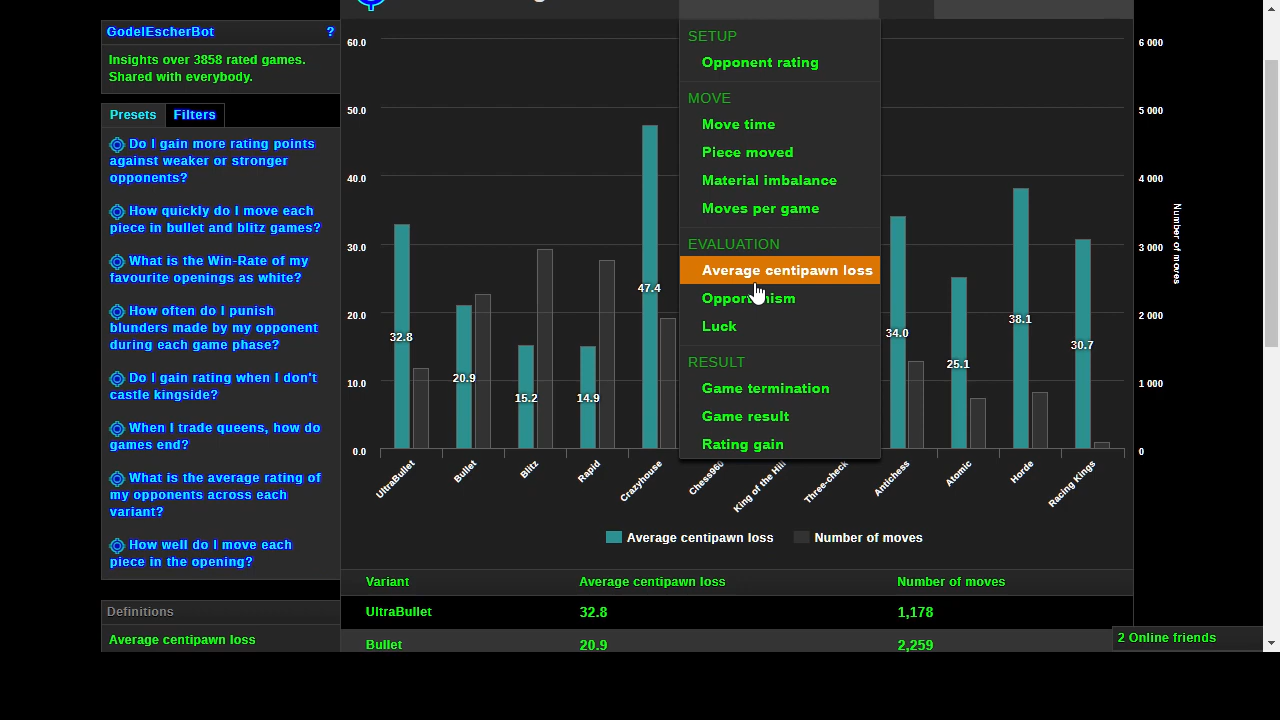 GodelEscherBot ?
Insights over 3858 rated games.
Shared with everybody.
Presets Filters
Do I gain more rating points
against weaker or stronger
opponents?
How quickly do I move each
piece in bullet and blitz games?
What is the Win-Rate of my
favourite openings as white?
How often do I punish
blunders made by my opponent
during each game phase?
Do I gain rating when I don't
castle kingside?
When I trade queens, how do
games end?
What is the average rating of
my opponents across each
variant?
How well do I move each
piece in the opening?
Definitions
Average centipawn loss
SETUP
Opponent rating
MOVE
Move time
Piece moved
Material imbalance
Moves per game
EVALUATION
Average centipawn loss
Opportunism
Luck
RESULT
Game termination
Game result
Rating gain
60.0
50.0
40.0
30.0
20.0
10.0
0.0
32.8
20.9
15.2
14.9
47.4
34.0
25.1
38.1
30.7
6 000
5 000
4 000
3 000
2 000
1 000
0
Number of moves
UltraBullet
Bullet
Blitz
Rapid
Crazyhouse
Chess960
King of the Hill
Three-check
Antichess
Atomic
Horde
Racing Kings
Average centipawn loss Number of moves
Variant Average centipawn loss Number of moves
UltraBullet 32.8 1,178
Bullet 20.9 2,259
2 Online friends